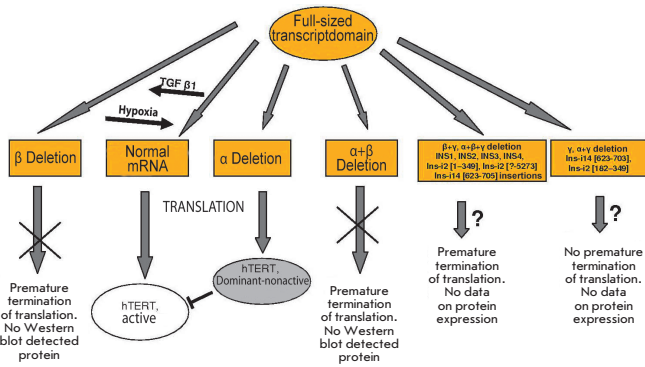 Full-sized
transcriptdomain
TGF β1
Hypoxia
β Deletion
Normal
mRNA
α Deletion
α+β
Deletion
β+γ, α+β+γ deletion
INS1, INS2, INS3, INS4,
Ins-i2 [1–349], Ins-i2 [?-5273]
Ins-i14 [623-705] insertions
γ, α+γ deletion
Ins-i14 [623-703],
Ins-i2 [182–349]
TRANSLATION
?
?
hTERT,
Dominant-nonactive
hTERT,
active
Premature
termination
of translation.
No Western
blot detected
protein
Premature
termination
of translation.
No Western
blot detected
protein
Premature
termination
of translation.
No data
on protein
expression
No premature
termination
of translation.
No data
on protein
expression